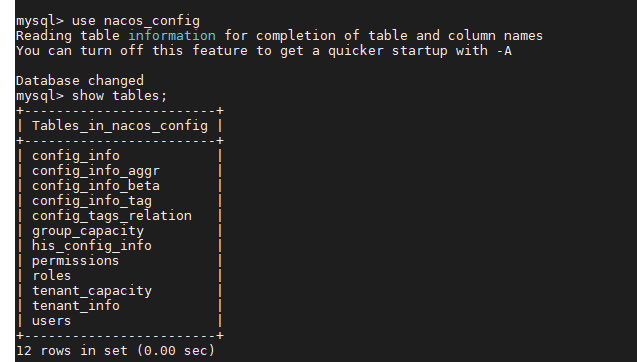 mysql> use nacos_config
Reading table information for completion of table and column names
You can turn off this feature to get a quicker startup with -A
Database changed
mysql> show tables;
+------------------------+
| Tables_in_nacos_config |
+------------------------+
| config_info            |
| config_info_aggr       |
| config_info_beta       |
| config_info_tag        |
| config_tags_relation   |
| group_capacity         |
| his_config_info        |
| permissions            |
| roles                  |
| tenant_capacity        |
| tenant_info            |
| users                  |
+------------------------+
12 rows in set (0.00 sec)